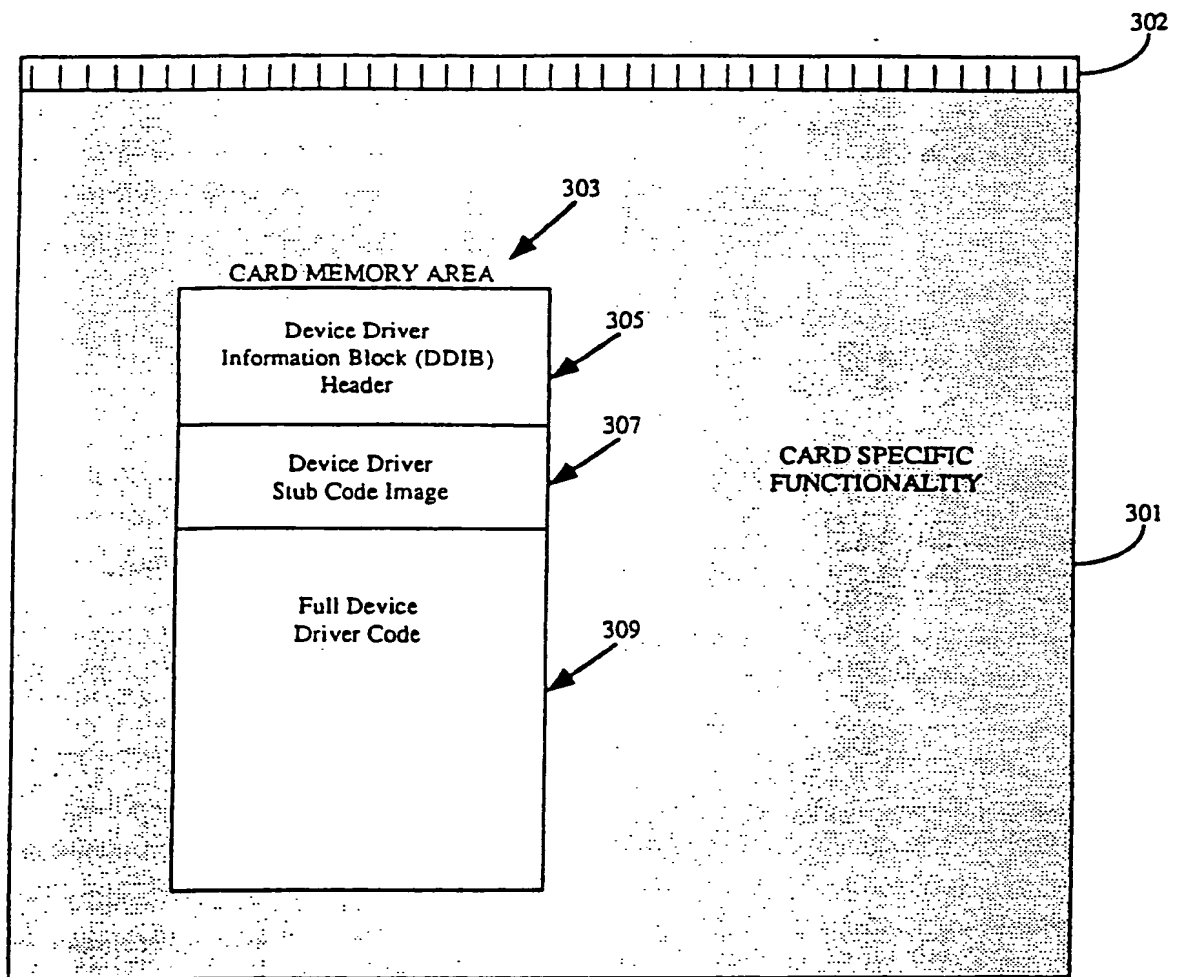 302
303
CARD MEMORY AREA
Device Driver
Information Block (DDIB)
Header
305
Device Driver
Stub Code Image
307
CARD SPECIFIC
FUNCTIONALITY
301
Full Device
Driver Code
309